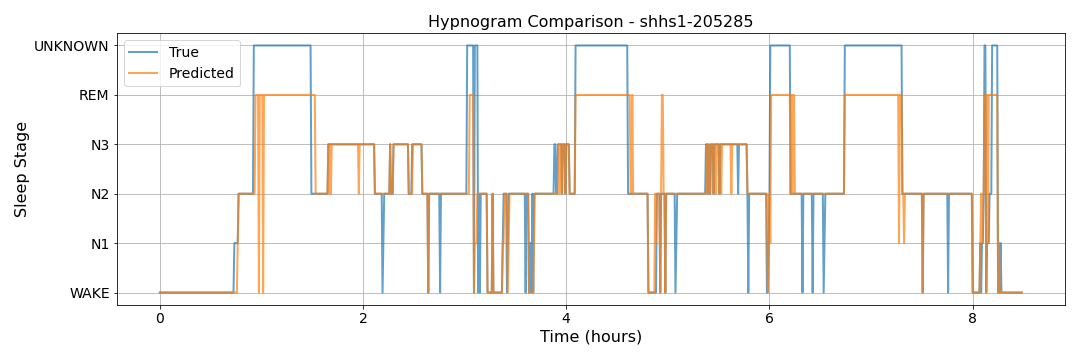 Hypnogram Comparison - shhs1-205285
Sleep Stage
UNKNOWN
REM
N3
N2
N1
WAKE
True
Predicted
0
2
4
6
8
Time (hours)